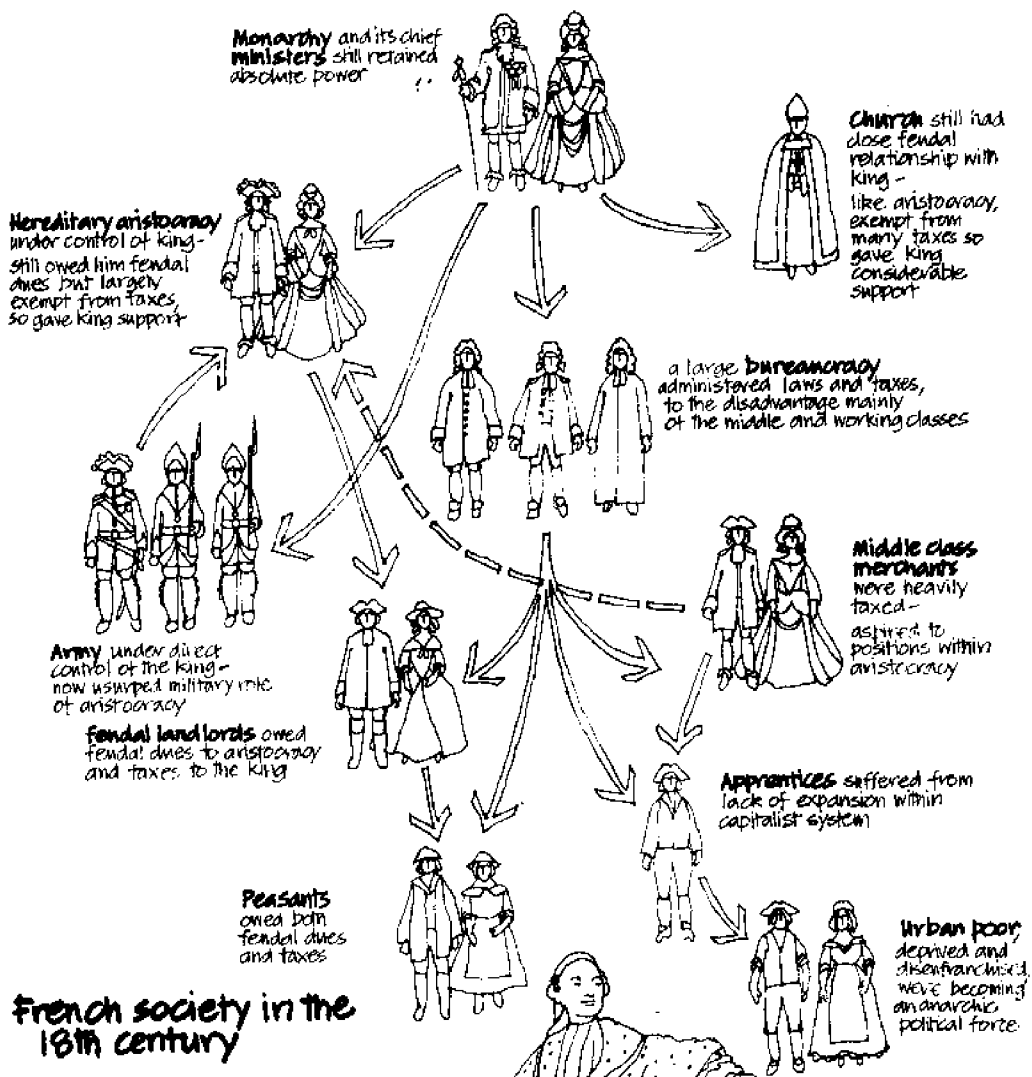 Monarchy and its chief
ministers still retained
absolute power
Church still had
close feudal
relationship with
king –
like aristocracy,
exempt from
many taxes so
gave king
considerable
support
Hereditary aristocracy
under control of king-
still owed him feudal
dues but largely
exempt from taxes,
so gave king support
a large bureaucracy
administered laws and taxes,
to the disadvantage mainly
of the middle and working classes
Middle class
merchants
were heavily
taxed –
aspired to
positions within
aristocracy
Army under direct
control of the king –
now usurped military role
of aristocracy
feudal landlords owed
feudal dues to aristocracy
and taxes to the king
Apprentices suffered from
lack of expansion within
capitalist system
Peasants
owed both
feudal dues
and taxes
Urban poor,
deprived and
disenfranchised,
were becoming
an anarchic
political force
French society in the
18th century